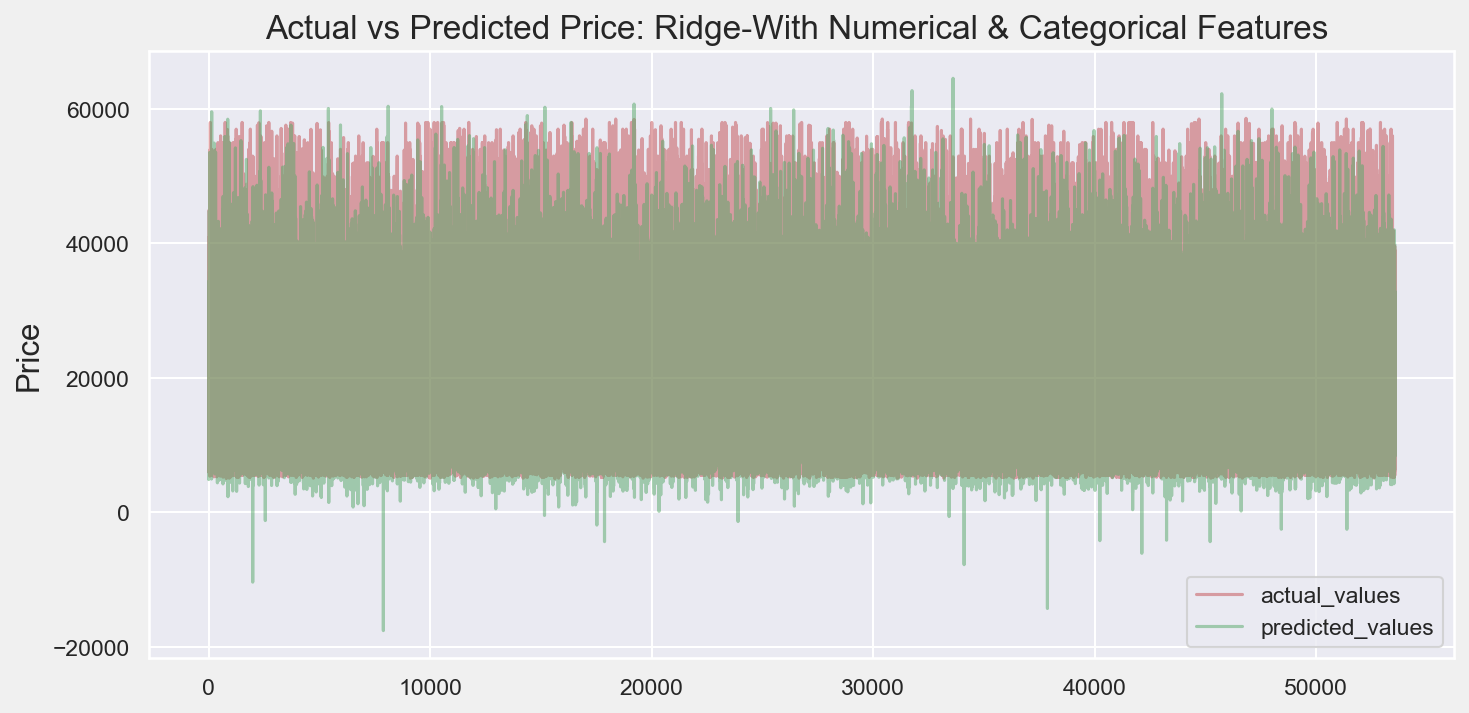 Actual vs Predicted Price: Ridge-With Numerical & Categorical Features
Price
60000
40000
20000
0
−20000
0 10000 20000 30000 40000 50000
actual_values
predicted_values